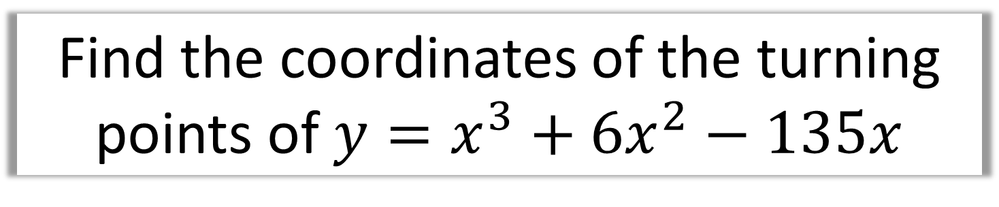 Find the coordinates of the turning
points of 𝑦 = 𝑥³ + 6𝑥² − 135𝑥